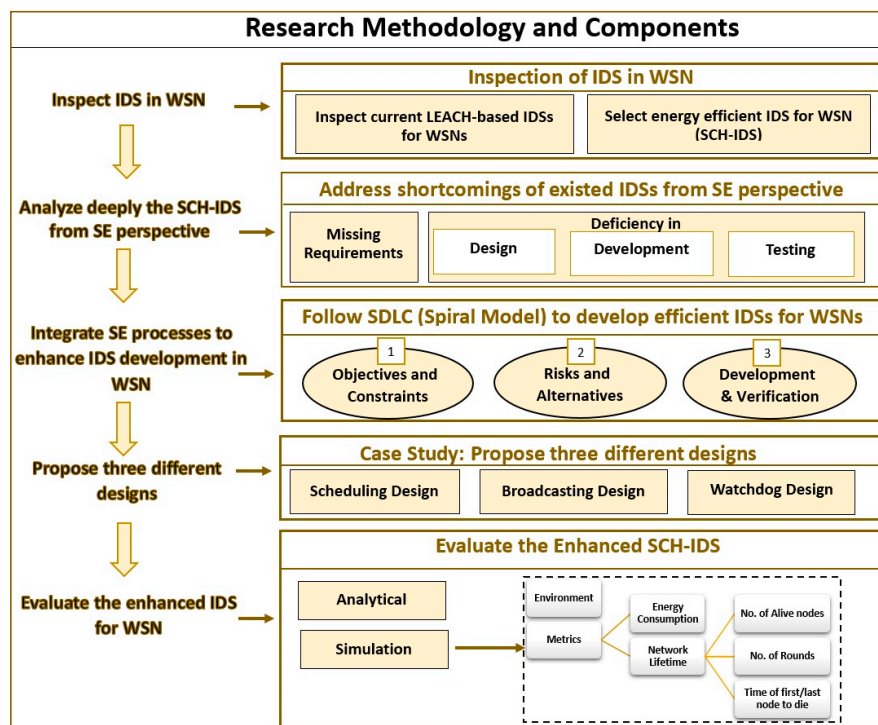 Research Methodology and Components
Inspect IDS in WSN
Inspection of IDS in WSN
Inspect current LEACH-based IDSs
for WSNs
Select energy efficient IDS for WSN
(SCH-IDS)
Analyze deeply the SCH-IDS
from SE perspective
Address shortcomings of existed IDSs from SE perspective
Missing
Requirements
Deficiency in
Design
Development
Testing
Integrate SE processes to
enhance IDS development in
WSN
Follow SDLC (Spiral Model) to develop efficient IDSs for WSNs
1
Objectives and
Constraints
2
Risks and
Alternatives
3
Development
& Verification
Propose three different
designs
Case Study: Propose three different designs
Scheduling Design
Broadcasting Design
Watchdog Design
Evaluate the enhanced IDS
for WSN
Evaluate the Enhanced SCH-IDS
Analytical
Simulation
Environment
Metrics
Energy
Consumption
Network
Lifetime
No. of Alive nodes
No. of Rounds
Time of first/last
node to die